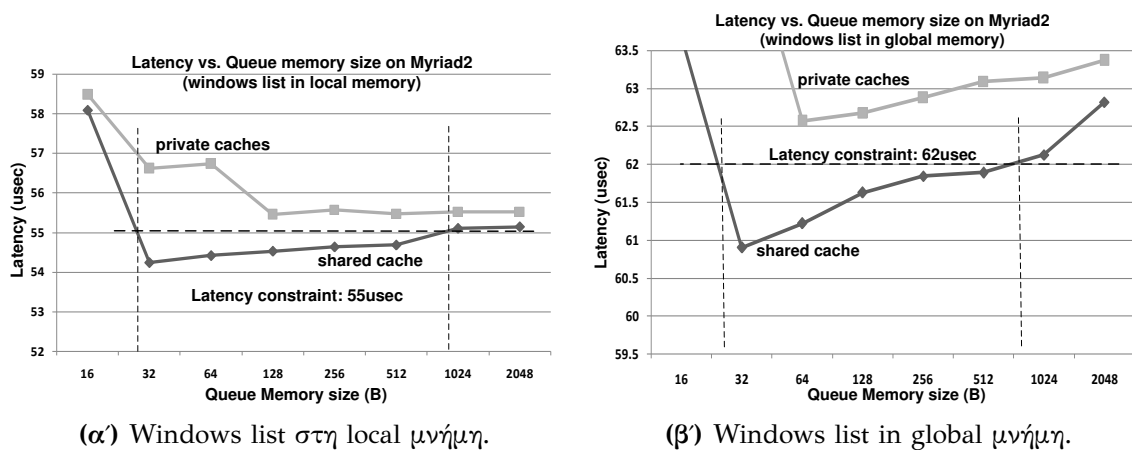 Latency vs. Queue memory size on Myriad2
(windows list in local memory)
59
58
57
56
55
54
53
52
Latency (usec)
private caches
shared cache
Latency constraint: 55usec
16 32 64 128 256 512 1024 2048
Queue Memory size (B)
(αʹ) Windows list στη local μνήμη.
Latency vs. Queue memory size on Myriad2
(windows list in global memory)
63.5
63
62.5
62
61.5
61
60.5
60
59.5
Latency (usec)
private caches
Latency constraint: 62usec
shared cache
16 32 64 128 256 512 1024 2048
Queue Memory size (B)
(βʹ) Windows list in global μνήμη.